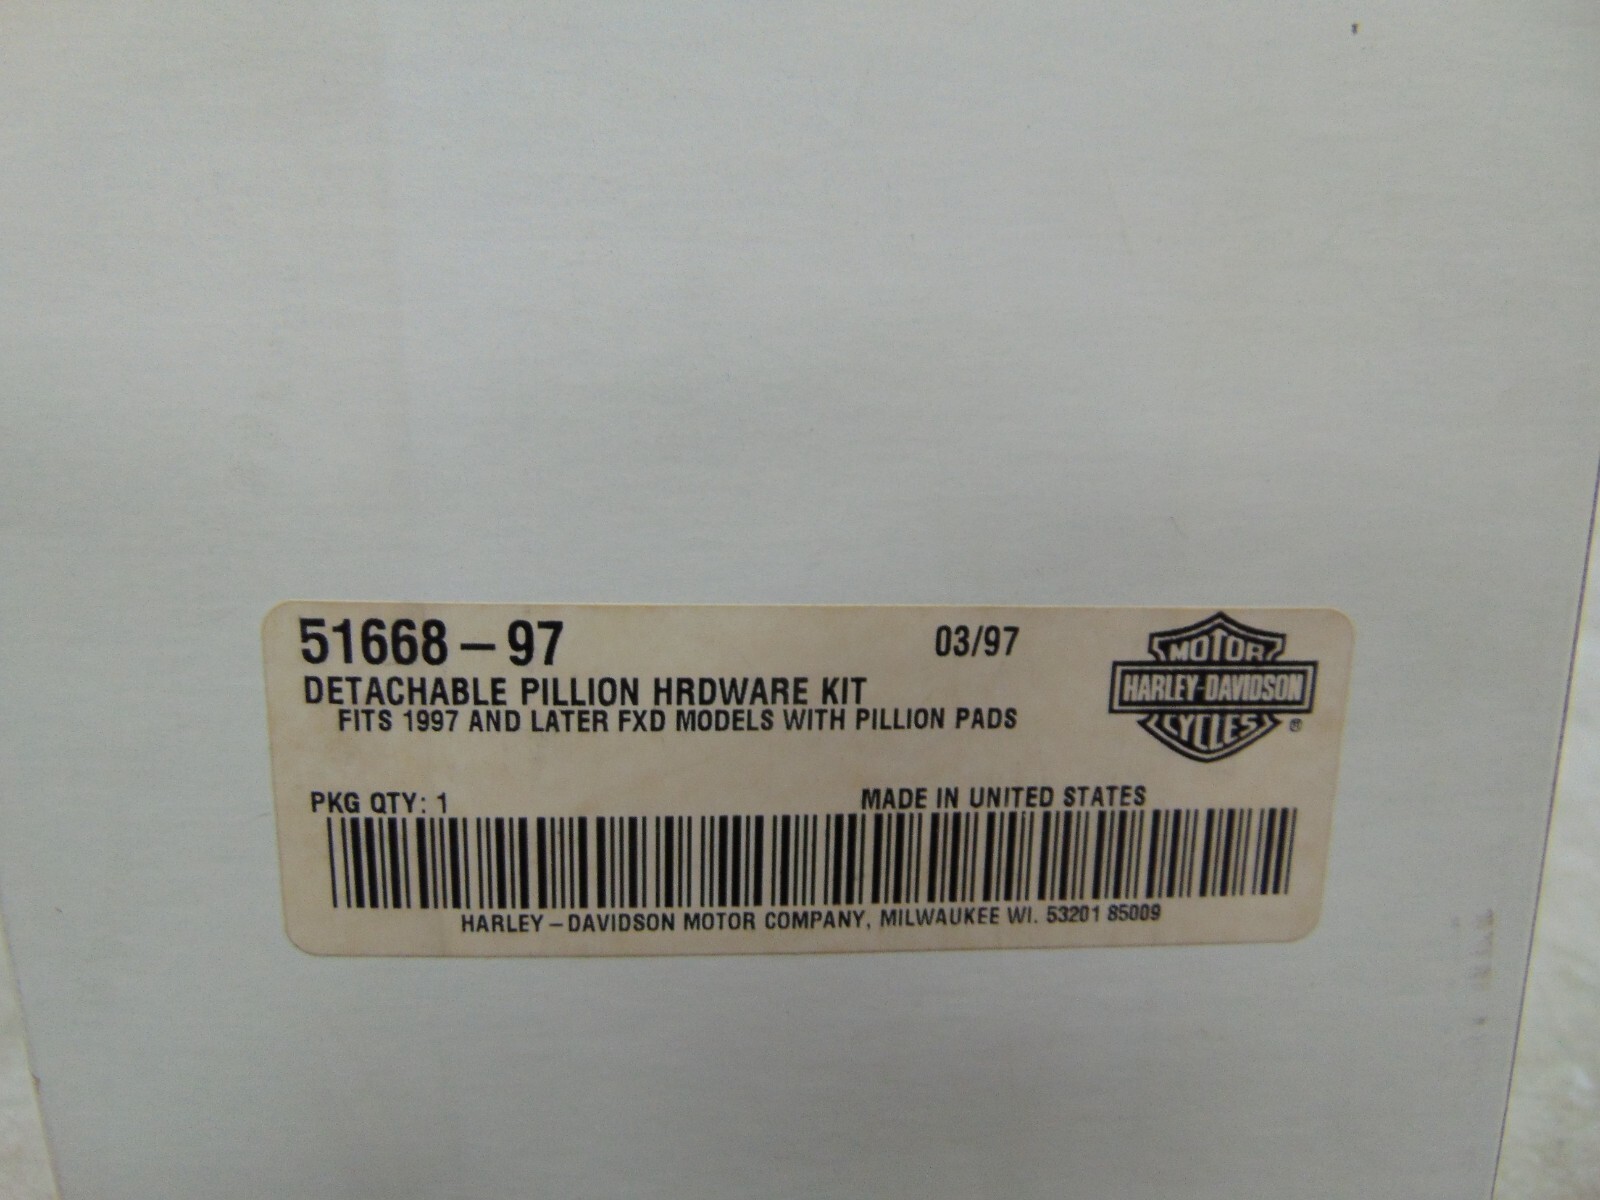 51668-97
03/97
DETACHABLE PILLION HRDWARE KIT
FITS 1997 AND LATER FXD MODELS WITH PILLION PADS
MOTOR
HARLEY-DAVIDSON
CYCLES
®
PKG QTY: 1
MADE IN UNITED STATES
HARLEY-DAVIDSON MOTOR COMPANY, MILWAUKEE WI. 53201 85009